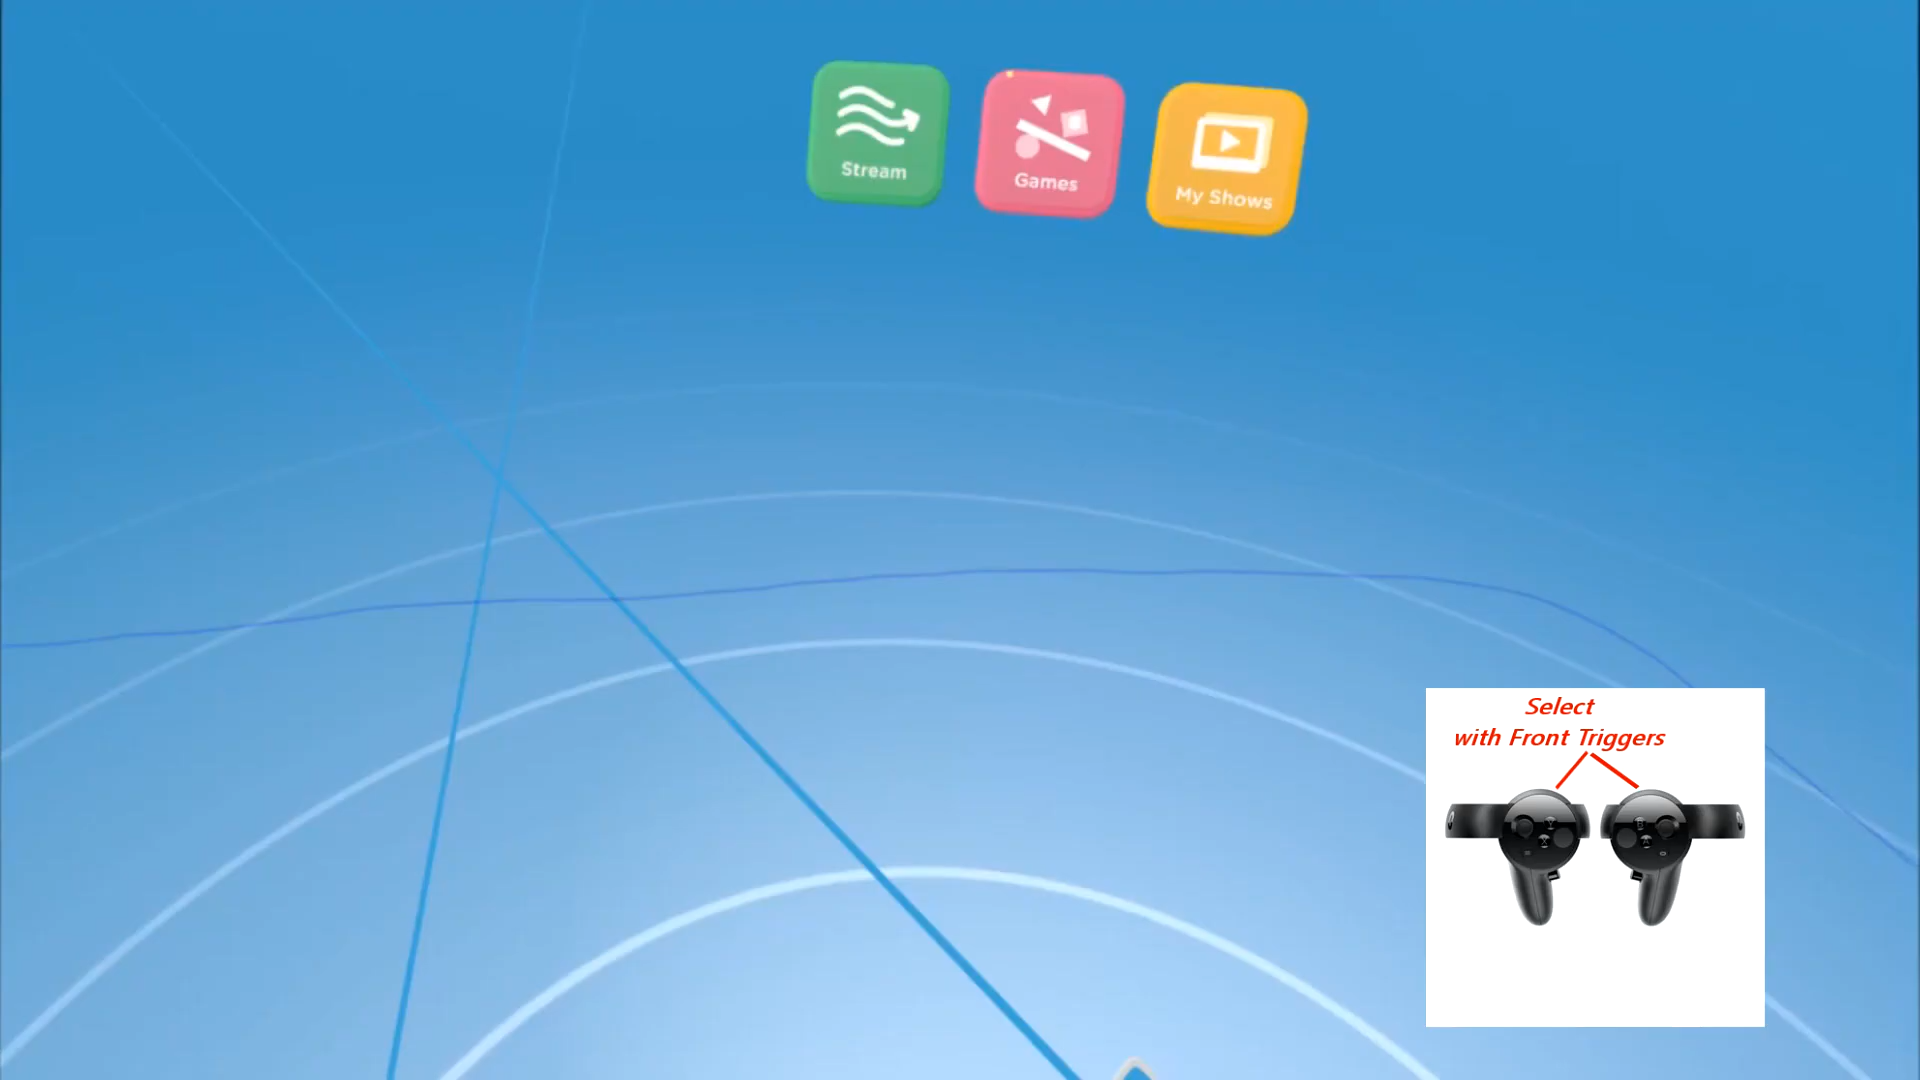 Stream
Games
My Shows
Select
with Front Triggers